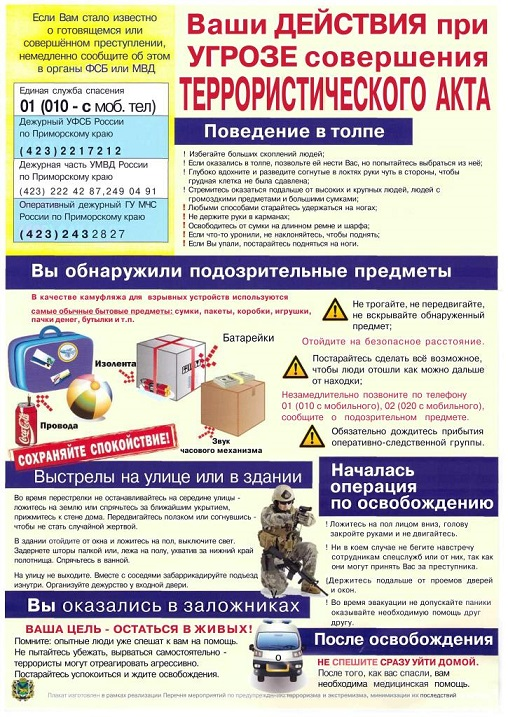 Если Вам стало известно
о готовящемся или
совершённом преступлении,
немедленно сообщите об этом
в органы ФСБ или МВД
Единая служба спасения
01 (010 - с моб. тел)
Дежурный УФСБ России
по Приморскому краю
(423)2217212
Дежурная часть УМВД России
по Приморскому краю
(423) 222 42 87,249 04 91
Оперативный дежурный ГУ МЧС
России по Приморскому краю
(423)2432827
Ваши ДЕЙСТВИЯ при
УГРОЗЕ совершения
ТЕРРОРИСТИЧЕСКОГО АКТА
Поведение в толпе
! Избегайте больших скоплений людей;
! Если оказались в толпе, позвольте ей нести Вас, но попытайтесь выбраться из неё;
! Глубоко вдохните и разведите согнутые в локтях руки чуть в стороны, чтобы
грудная клетка не была сдавлена;
! Стремитесь оказаться подальше от высоких и крупных людей, людей с
громоздкими предметами и большими сумками;
! Любыми способами старайтесь удержаться на ногах;
! Не держите руки в карманах;
! Освободитесь от сумки на длинном ремне и шарфа;
! Если что-то уронили, не наклоняйтесь, чтобы поднять;
! Если Вы упали, постарайтесь подняться на ноги.
Вы обнаружили подозрительные предметы
В качестве камуфляжа для взрывных устройств используются
самые обычные бытовые предметы: сумки, пакеты, коробки, игрушки,
пачки денег, бутылки и т.п.
Батарейки
Изолента
Провода
Coca-Cola
Звук
часового механизма
СОХРАНЯЙТЕ СПОКОЙСТВИЕ!
Не трогайте, не передвигайте,
не вскрывайте обнаруженный
предмет;
Отойдите на безопасное расстояние.
Постарайтесь сделать всё возможное,
чтобы люди отошли как можно дальше
от находки;
Незамедлительно позвоните по телефону
01 (010 с мобильного), 02 (020 с мобильного),
сообщите о подозрительном предмете.
Обязательно дождитесь прибытия
оперативно-следственной группы.
Выстрелы на улице или в здании
Во время перестрелки не останавливайтесь на середине улицы -
ложитесь на землю или спрячьтесь за ближайшим укрытием,
прижмитесь к стене дома. Передвигайтесь ползком или согнувшись -
чтобы не стать случайной жертвой.
В здании отойдите от окна и ложитесь на пол, выключите свет.
Задерните шторы палкой или, лежа на полу, ухватив за нижний край
полотнища. Спрячьтесь в ванной.
На улицу не выходите. Вместе с соседями забаррикадируйте подъезд
изнутри. Организуйте дежурство у входной двери.
Началась
операция
по освобождению
! Ложитесь на пол лицом вниз, голову
закройте руками и не двигайтесь.
! Ни в коем случае не бегите навстречу
сотрудникам спецслужб или от них, так как
они могут принять Вас за преступника.
(Держитесь подальше от проемов дверей
и окон.
! Во время эвакуации не допускайте паники
оказывайте необходимую помощь друг
другу.
Вы оказались в заложниках
ВАША ЦЕЛЬ - ОСТАТЬСЯ В ЖИВЫХ!
Помните: опытные люди уже спешат к вам на помощь.
Не пытайтесь убежать, вырваться самостоятельно -
террористы могут отреагировать агрессивно.
Постарайтесь успокоиться и ждите освобождения.
После освобождения
НЕ СПЕШИТЕ СРАЗУ УЙТИ ДОМОЙ.
После того, как вас спасли, вам
необходима медицинская помощь.
Плакат изготовлен в рамках реализации Перечня мероприятий по предупреждению терроризма и экстремизма, минимизации их последствий